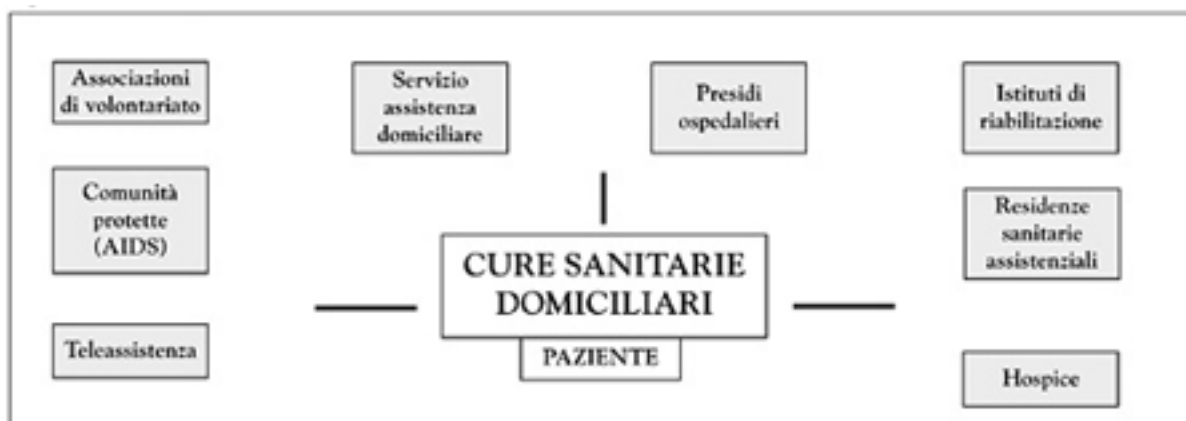 Associazioni
di volontariato
Servizio
assistenza
domiciliare
Presidi
ospedalieri
Istituti di
riabilitazione
Comunità
protette
(AIDS)
Residenze
sanitarie
assistenziali
CURE SANITARIE
DOMICILIARI
PAZIENTE
Teleassistenza
Hospice